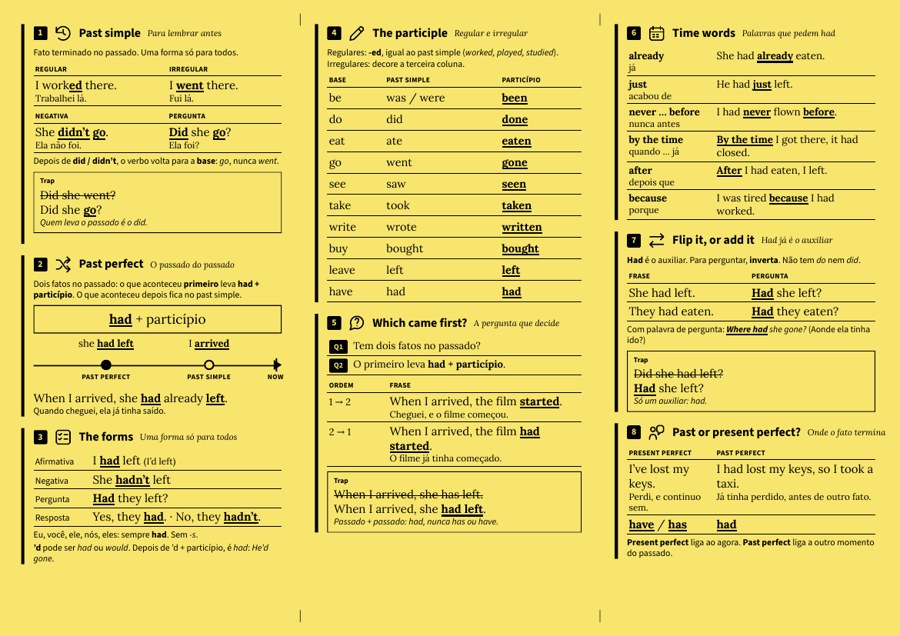 1 Past simple Para lembrar antes
Fato terminado no passado. Uma forma só para todos.
REGULAR IRREGULAR
I worked there. I went there.
Trabalhei lá. Fui lá.
NEGATIVA PERGUNTA
She didn't go. Did she go?
Ela não foi. Ela foi?
Depois de did / didn't, o verbo volta para a base: go, nunca went.
Trap
Did she went?
Did she go?
Quem leva o passado é o did.
2 Past perfect O passado do passado
Dois fatos no passado: o que aconteceu primeiro leva had +
particípio. O que aconteceu depois fica no past simple.
had + particípio
she had left I arrived
PAST PERFECT PAST SIMPLE NOW
When I arrived, she had already left.
Quando cheguei, ela já tinha saído.
3 The forms Uma forma só para todos
Afirmativa I had left (I'd left)
Negativa She hadn't left
Pergunta Had they left?
Resposta Yes, they had. · No, they hadn't.
Eu, você, ele, nós, eles: sempre had. Sem -s.
'd pode ser had ou would. Depois de 'd + particípio, é had: He'd
gone.
4 The participle Regular e irregular
Regulares: -ed, igual ao past simple (worked, played, studied).
Irregulares: decore a terceira coluna.
BASE PAST SIMPLE PARTICÍPIO
be was / were been
do did done
eat ate eaten
go went gone
see saw seen
take took taken
write wrote written
buy bought bought
leave left left
have had had
5 Which came first? A pergunta que decide
Q1 Tem dois fatos no passado?
Q2 O primeiro leva had + particípio.
ORDEM FRASE
1 → 2 When I arrived, the film started.
Cheguei, e o filme começou.
2 → 1 When I arrived, the film had
started.
O filme já tinha começado.
Trap
When I arrived, she has left.
When I arrived, she had left.
Passado + passado: had, nunca has ou have.
6 Time words Palavras que pedem had
already She had already eaten.
já
just He had just left.
acabou de
never ... before I had never flown before.
nunca antes
by the time By the time I got there, it had
quando ... já closed.
after After I had eaten, I left.
depois que
because I was tired because I had
porque worked.
7 Flip it, or add it Had já é o auxiliar
Had é o auxiliar. Para perguntar, inverta. Não tem do nem did.
FRASE PERGUNTA
She had left. Had she left?
They had eaten. Had they eaten?
Com palavra de pergunta: Where had she gone? (Aonde ela tinha
ido?)
Trap
Did she had left?
Had she left?
Só um auxiliar: had.
8 Past or present perfect? Onde o fato termina
PRESENT PERFECT PAST PERFECT
I've lost my I had lost my keys, so I took a
keys. taxi.
Perdi, e continuo Já tinha perdido, antes de outro fato.
sem.
have / has had
Present perfect liga ao agora. Past perfect liga a outro momento
do passado.